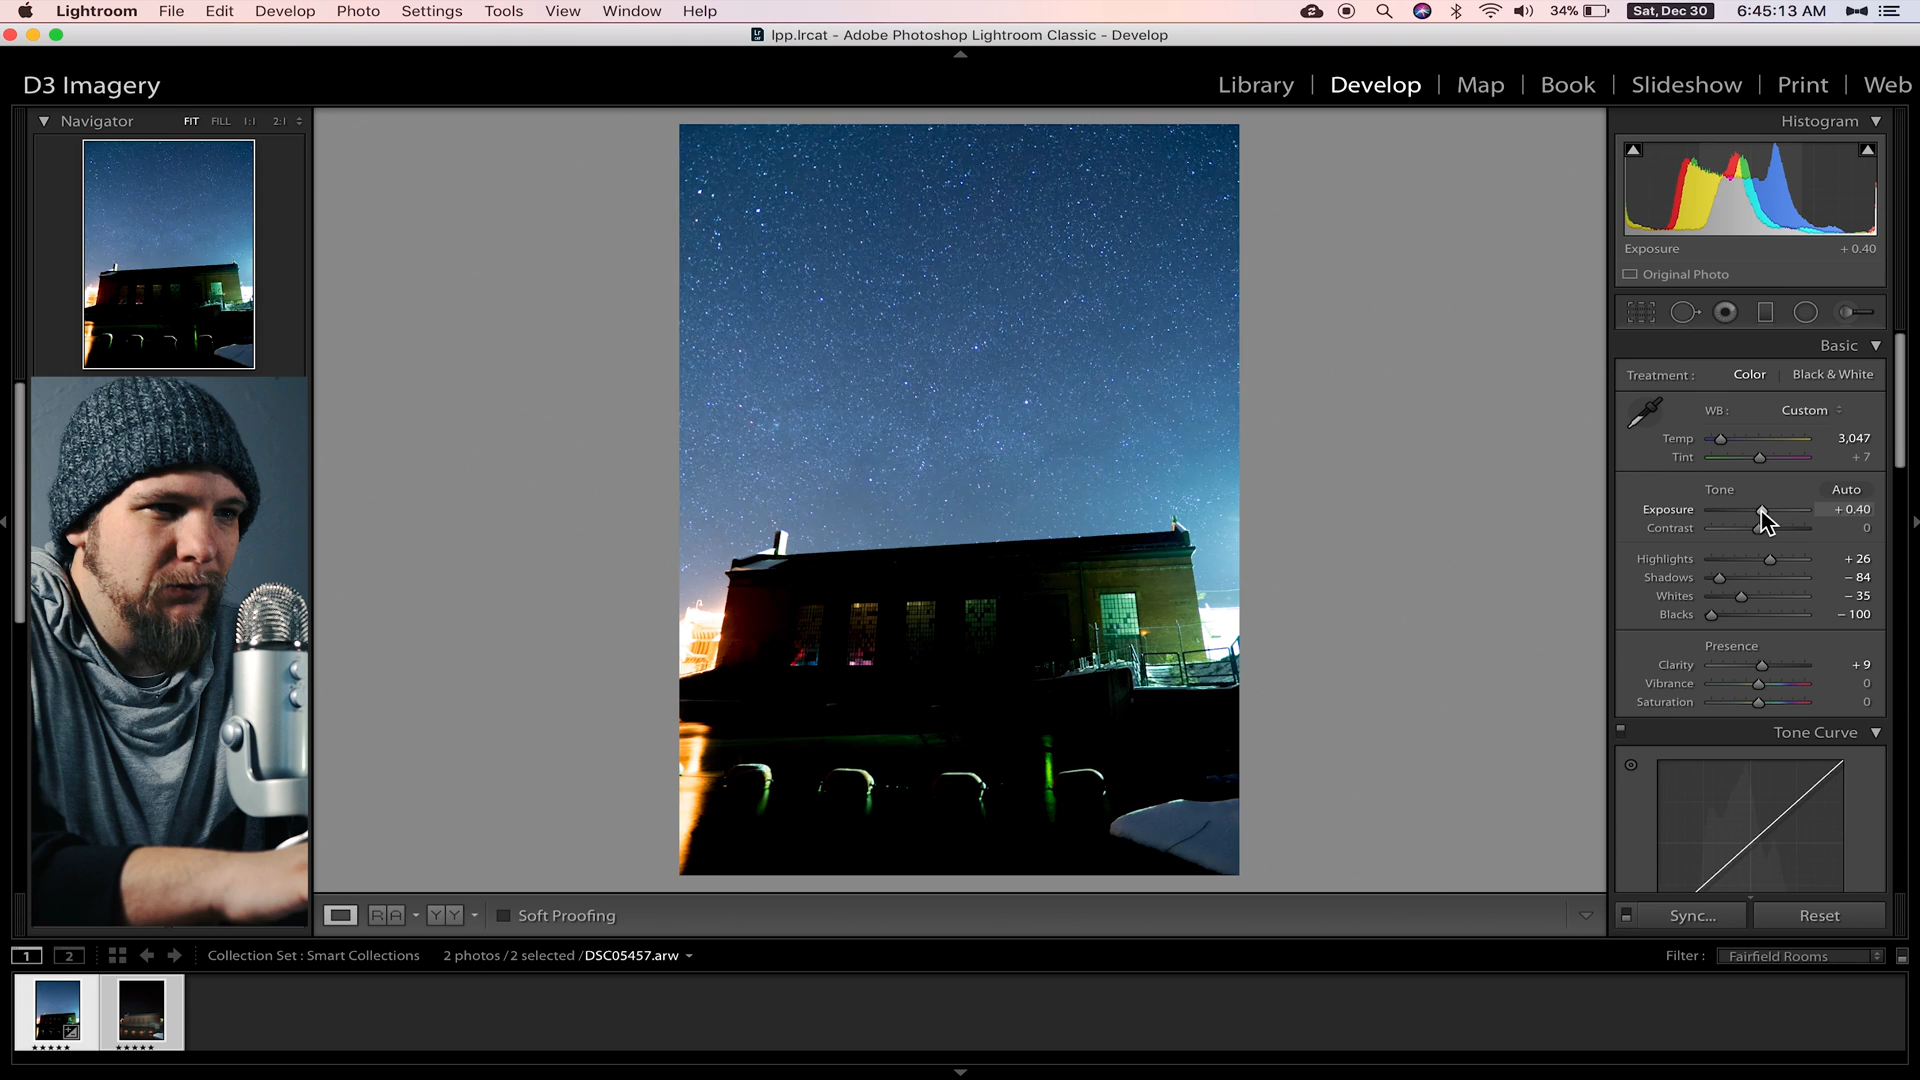 Lightroom File Edit Develop Photo Settings Tools View Window Help 34% Sat, Dec 30 6:45:13 AM
lpp.lrcat - Adobe Photoshop Lightroom Classic - Develop
D3 Imagery Library | Develop | Map | Book | Slideshow | Print | Web
Navigator FIT FILL 1:1 2:1
Histogram
Exposure + 0.40
Original Photo
Basic
Treatment : Color | Black & White
WB : Custom
Temp 3,047
Tint + 7
Tone Auto
Exposure + 0.40
Contrast 0
Highlights + 26
Shadows − 84
Whites − 35
Blacks − 100
Presence
Clarity + 9
Vibrance 0
Saturation 0
Tone Curve
R A Y Y Soft Proofing
Sync... Reset
1 2 Collection Set : Smart Collections 2 photos / 2 selected / DSC05457.arw Filter : Fairfield Rooms